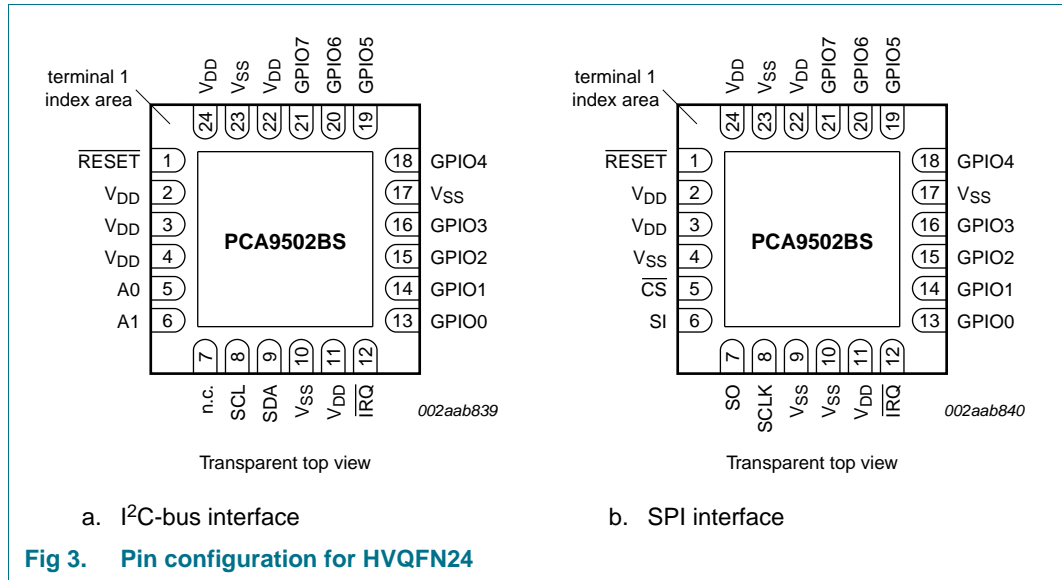 terminal 1
index area
VDD
VSS
VDD
GPIO7
GPIO6
GPIO5
24
23
22
21
20
19
RESET 1
VDD 2
VDD 3
VDD 4
A0 5
A1 6
PCA9502BS
18 GPIO4
17 VSS
16 GPIO3
15 GPIO2
14 GPIO1
13 GPIO0
7
8
9
10
11
12
n.c.
SCL
SDA
VSS
VDD
IRQ
002aab839
Transparent top view
a. I2C-bus interface
terminal 1
index area
VDD
VSS
VDD
GPIO7
GPIO6
GPIO5
24
23
22
21
20
19
RESET 1
VDD 2
VDD 3
VSS 4
CS 5
SI 6
PCA9502BS
18 GPIO4
17 VSS
16 GPIO3
15 GPIO2
14 GPIO1
13 GPIO0
7
8
9
10
11
12
SO
SCLK
VSS
VSS
VDD
IRQ
002aab840
Transparent top view
b. SPI interface
Fig 3. Pin configuration for HVQFN24